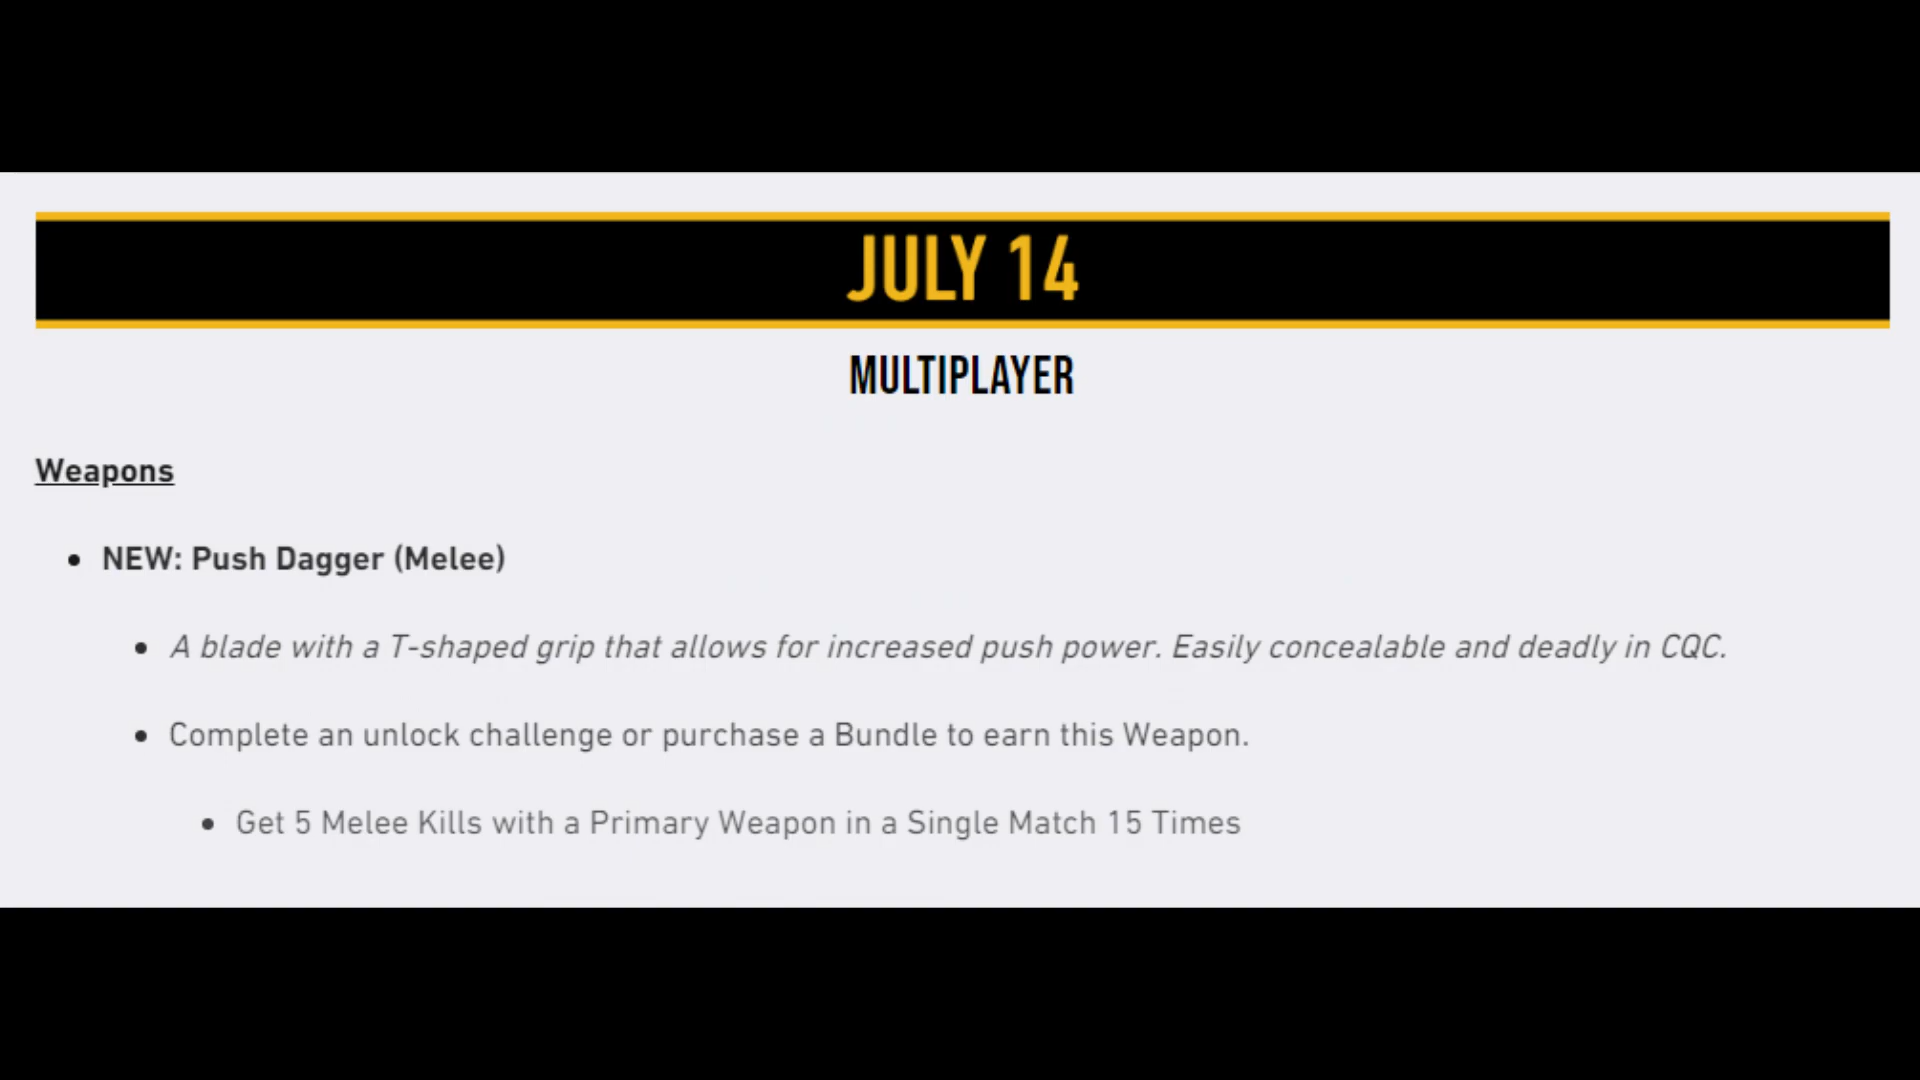 JULY 14
MULTIPLAYER
Weapons
NEW: Push Dagger (Melee)
A blade with a T-shaped grip that allows for increased push power. Easily concealable and deadly in CQC.
Complete an unlock challenge or purchase a Bundle to earn this Weapon.
Get 5 Melee Kills with a Primary Weapon in a Single Match 15 Times